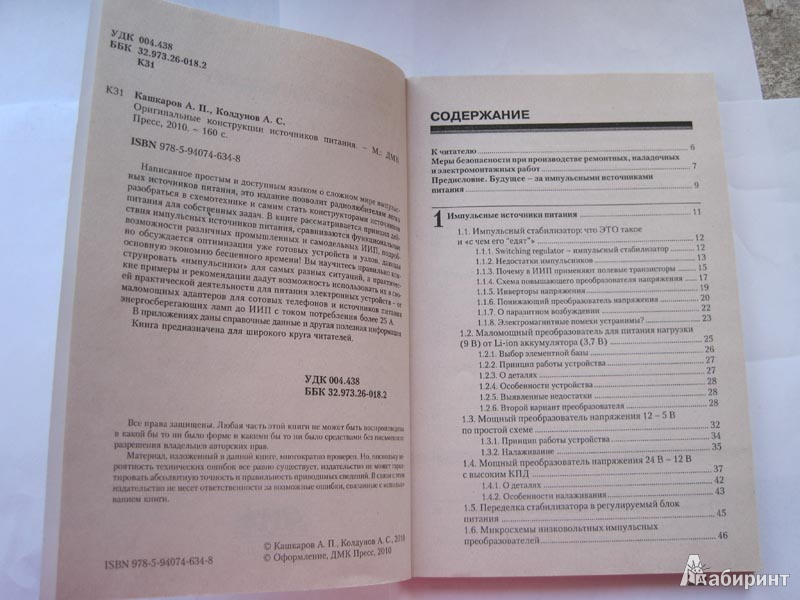 УДК 004.438
ББК 32.973.26-018.2
К31
К31
Кашкаров А. П., Колдунов А. С.
Оригинальные конструкции источников питания. – М.: ДМК
Пресс, 2010. – 160 с.
ISBN 978-5-94074-634-8
Написанное простым и доступным языком о сложном мире импульс-
ных источников питания, это издание позволит радиолюбителям легко
разобраться в схемотехнике и самим стать конструкторами источников
питания для собственных задач. В книге рассматривается принцип дей-
ствия импульсных источников питания, сравниваются функциональные
возможности различных промышленных и самодельных ИИП, подроб-
но обсуждается оптимизация уже готовых устройств и узлов, дающая
основную экономию бесценного времени! Вы научитесь правильно кон-
струировать «импульсники» для самых разных ситуаций, а практичес-
кие примеры и рекомендации дадут возможность использовать их в сво-
ей практической деятельности для питания электронных устройств - от
маломощных адаптеров для сотовых телефонов и источников питания
энергосберегающих ламп до ИИП с током потребления более 25 А.
В приложениях даны справочные данные и другая полезная информация.
Книга предназначена для широкого круга читателей.
УДК 004.438
ББК 32.973.26-018.2
Все права защищены. Любая часть этой книги не может быть воспроизведена
в какой бы то ни было форме и какими бы то ни было средствами без письменного
разрешения владельцев авторских прав.
Материал, изложенный в данной книге, многократно проверен. Но, поскольку ве-
роятность технических ошибок все равно существует, издательство не может гаран-
тировать абсолютную точность и правильность приводимых сведений. В связи с этим
издательство не несет ответственности за возможные ошибки, связанные с использо-
ванием книги.
© Кашкаров А. П., Колдунов А. С., 2010
ISBN 978-5-94074-634-8
© Оформление, ДМК Пресс, 2010
СОДЕРЖАНИЕ
К читателю 6
Меры безопасности при производстве ремонтных, наладочных
и электромонтажных работ 7
Предисловие. Будущее – за импульсными источниками
питания 9
1 Импульсные источники питания 11
1.1. Импульсный стабилизатор: что ЭТО такое
и «с чем его "едят"» 12
1.1.1. Switching regulator – импульсный стабилизатор 12
1.1.2. Недостатки импульсников 13
1.1.3. Почему в ИИП применяют полевые транзисторы 15
1.1.4. Схема повышающего преобразователя напряжения 17
1.1.5. Инверторы напряжения 19
1.1.6. Понижающий преобразователь напряжения 20
1.1.7. О паразитном возбуждении 22
1.1.8. Электромагнитные помехи устранимы? 23
1.2. Маломощный преобразователь для питания нагрузки
(9 В) от Li-ion аккумулятора (3,7 В) 25
1.2.1. Выбор элементной базы 26
1.2.2. Принцип работы устройства 27
1.2.3. О деталях 27
1.2.4. Особенности устройства 28
1.2.5. Выявленные недостатки 28
1.2.6. Второй вариант преобразователя 28
1.3. Мощный преобразователь напряжения 12 – 5 В
по простой схеме 32
1.3.1. Принцип работы устройства 34
1.3.2. Налаживание 35
1.4. Мощный преобразователь напряжения 24 В – 12 В
с высоким КПД 37
1.4.1. О деталях 42
1.4.2. Особенности налаживания 43
1.5. Переделка стабилизатора в регулируемый блок
питания 45
1.6. Микросхемы низковольтных импульсных
преобразователей 46
Лабиринт